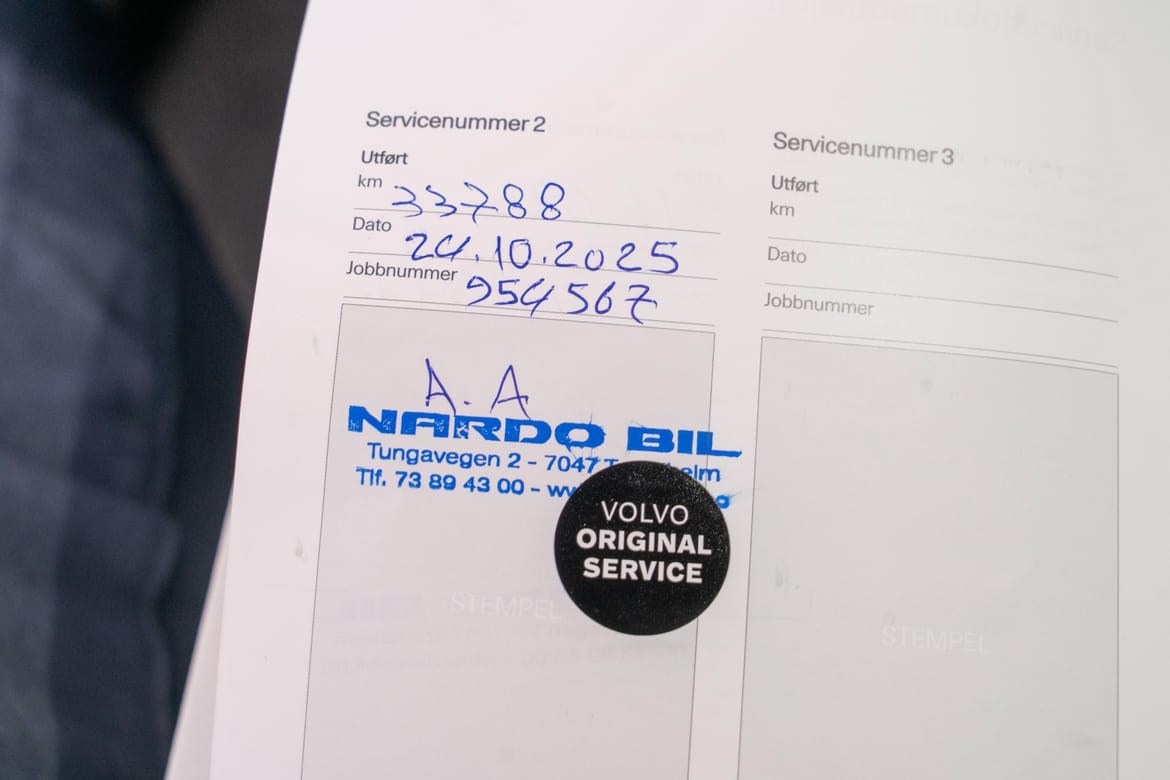 Servicenummer 2
Utført
km 33788
Dato 24.10.2025
Jobbnummer 954567
A. A
NARDO BIL
Tungavegen 2 - 7047
Tlf. 73 89 43 00 -
VOLVO
ORIGINAL
SERVICE
STEMPEL
Servicenummer 3
Utført
km
Dato
Jobbnummer
STEMPEL